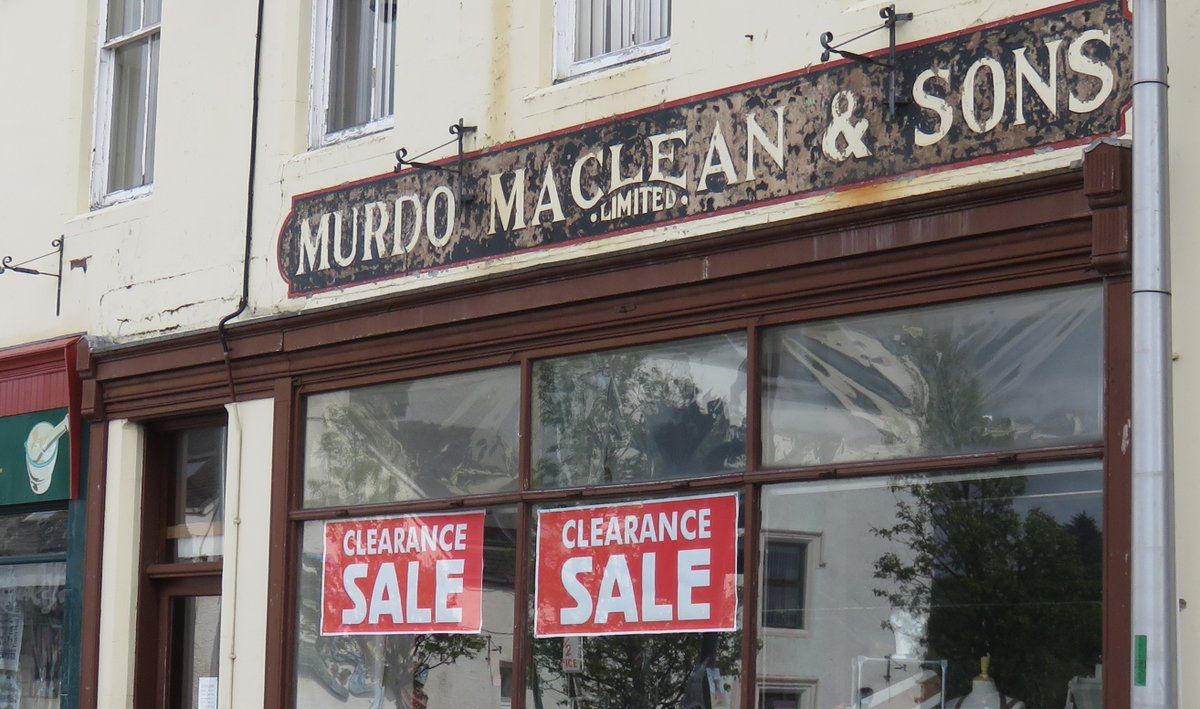 MURDO MACLEAN & SONS
· LIMITED ·
CLEARANCE
SALE
CLEARANCE
SALE